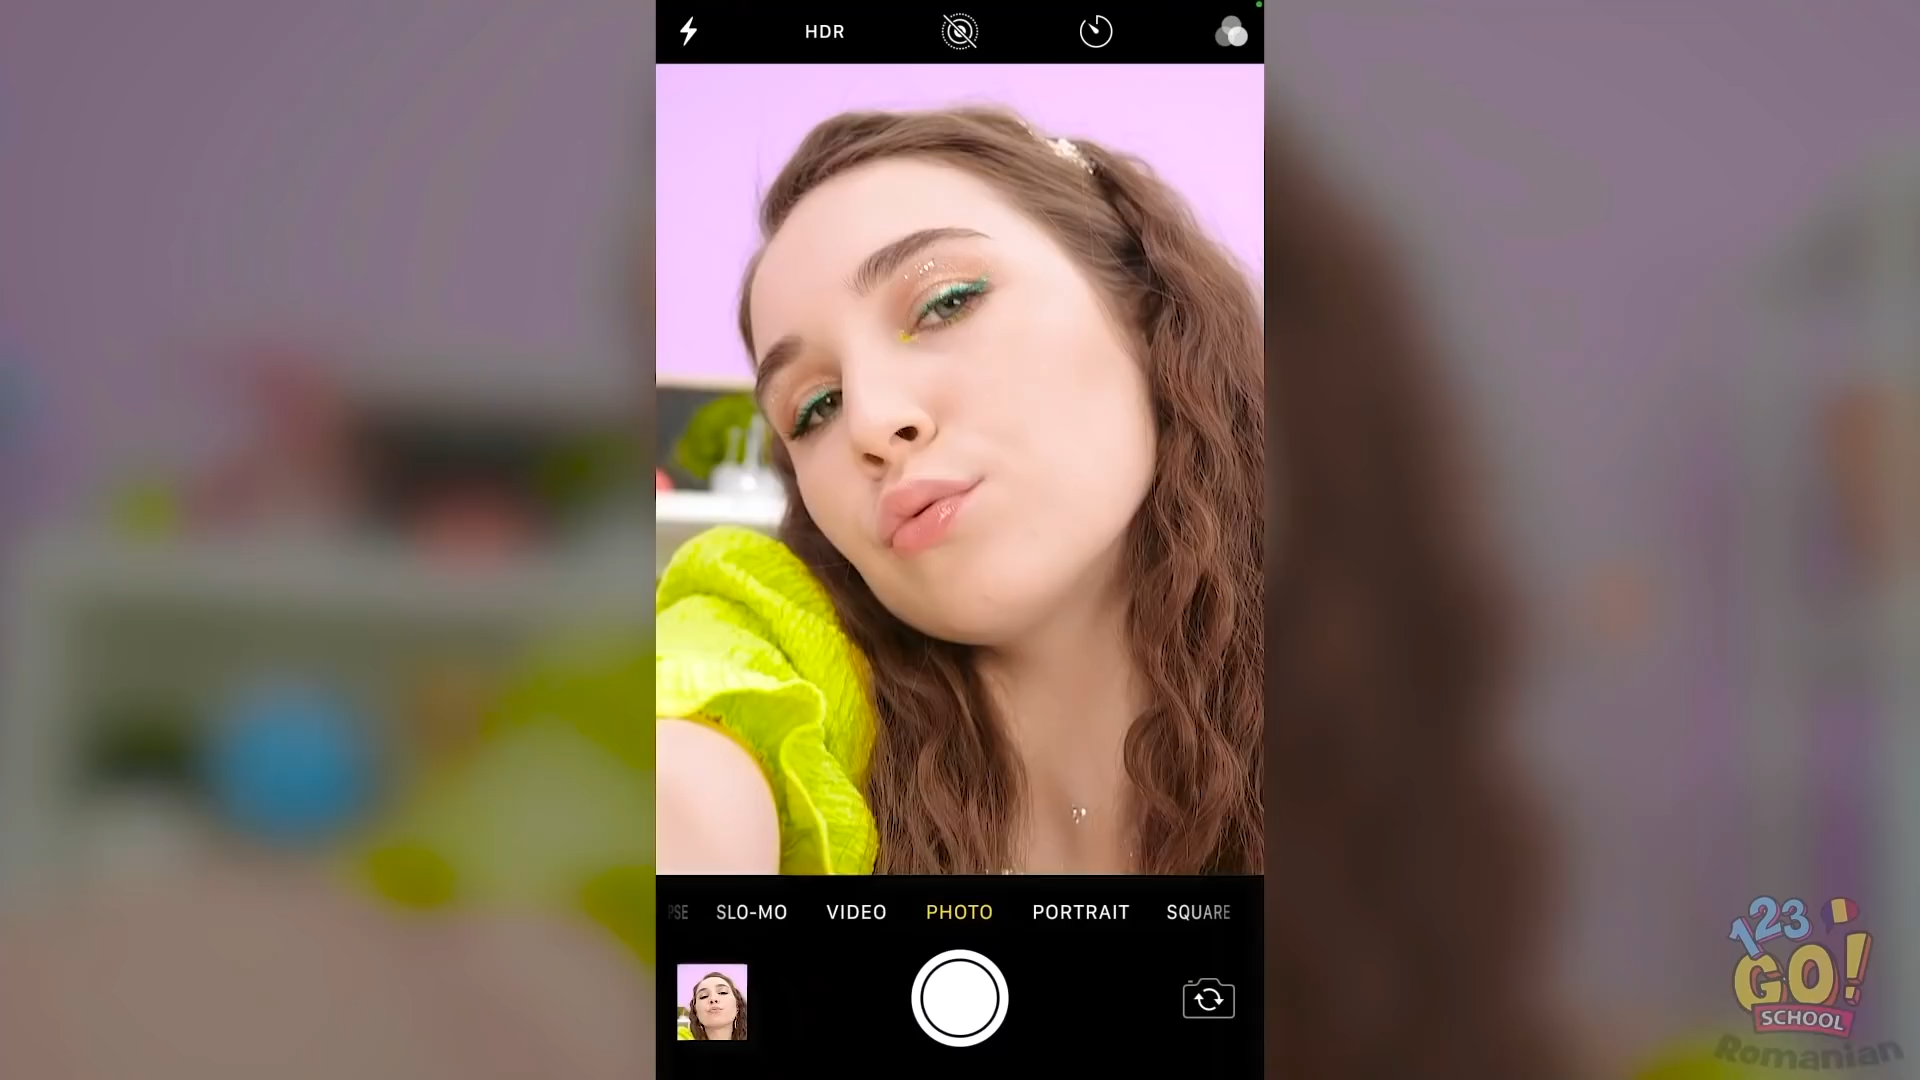 HDR
PSE SLO-MO VIDEO PHOTO PORTRAIT SQUARE
123
GO!
SCHOOL
Romanian